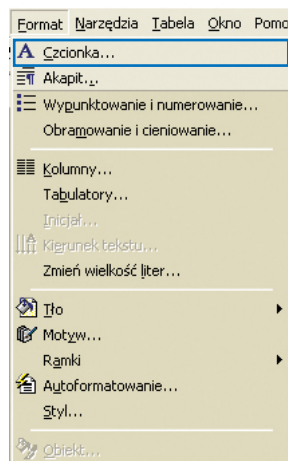 Format Narzędzia Tabela Okno Pomo
Czcionka...
Akapit...
Wypunktowanie i numerowanie...
Obramowanie i cieniowanie...
Kolumny...
Tabulatory...
Inicjał...
Kierunek tekstu...
Zmień wielkość liter...
Tło
Motyw...
Ramki
Autoformatowanie...
Styl...
Obiekt...